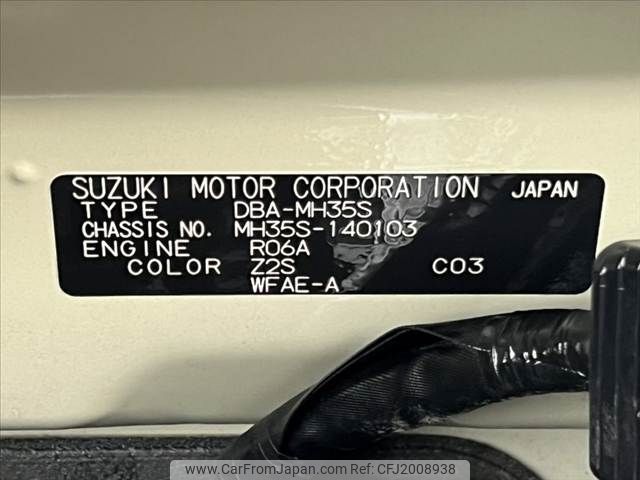 SUZUKI MOTOR CORPORATION JAPAN
TYPE DBA-MH35S
CHASSIS NO. MH35S-140103
ENGINE R06A
COLOR Z2S C03
WFAE-A
www.CarFromJapan.com CFJ2008938